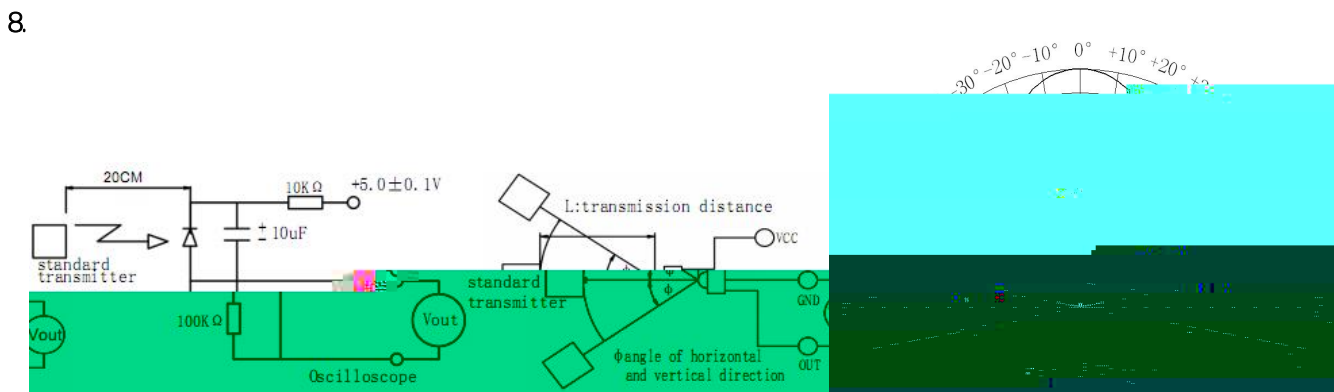 8.
-30° -20° -10° 0° +10° +20°
20CM
10KΩ
+5.0±0.1V
10uF
standard
transmitter
100KΩ
Vout
Vout
Oscilloscope
L:transmission distance
VCC
ϕ
standard
transmitter
GND
OUT
ϕangle of horizontal
and vertical direction